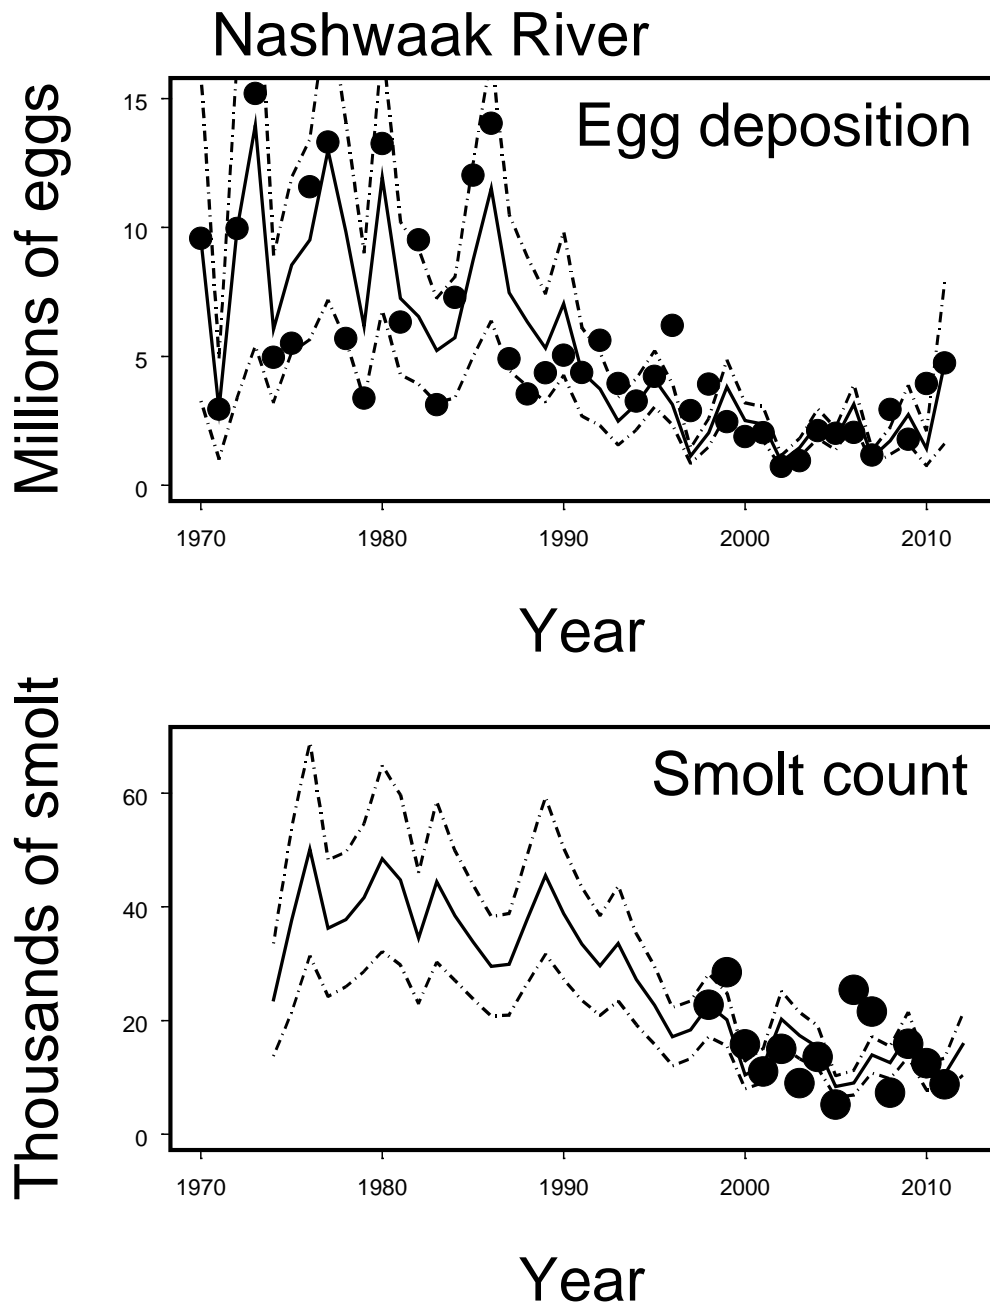 Nashwaak River
Millions of eggs
Egg deposition
15
10
5
0
1970
1980
1990
2000
2010
Year
Thousands of smolt
Smolt count
60
40
20
0
1970
1980
1990
2000
2010
Year